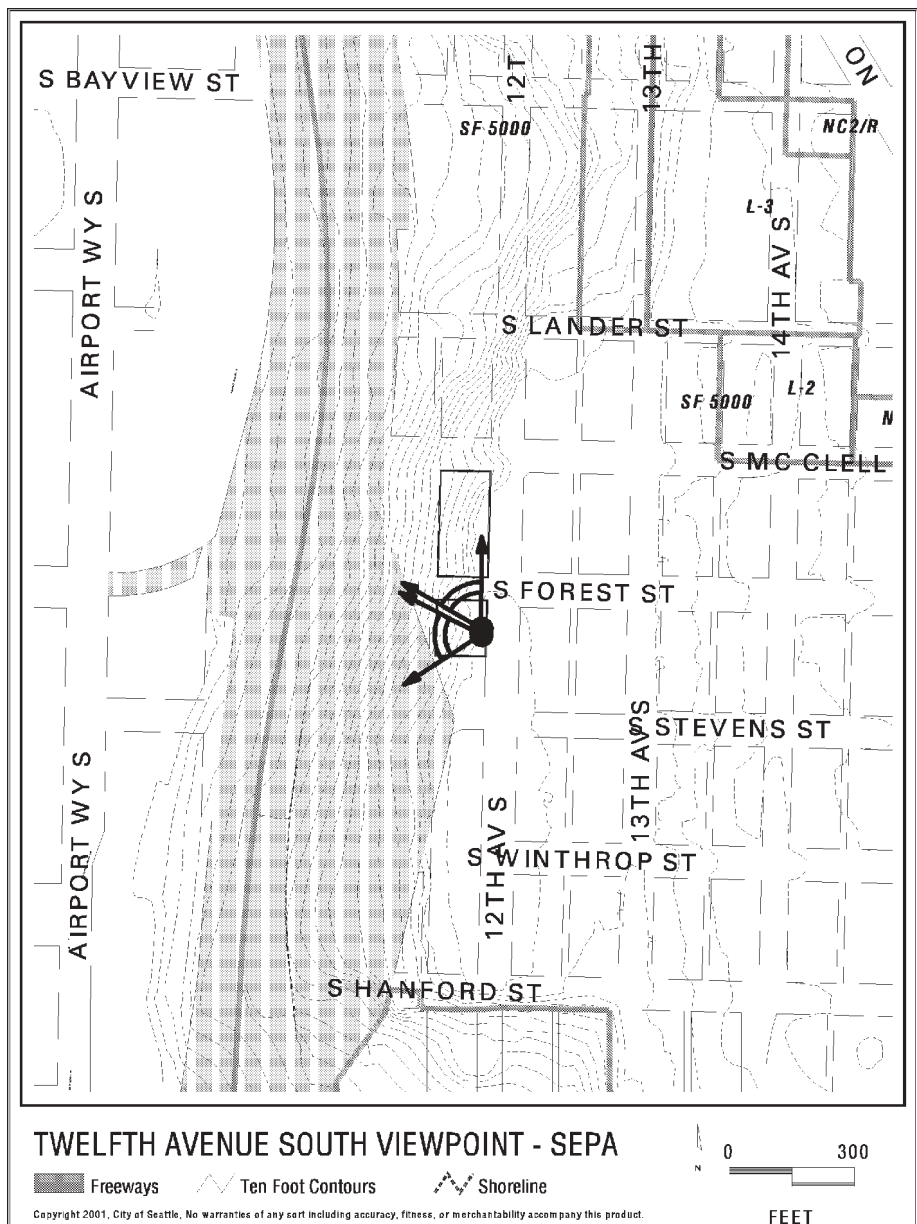 S BAYVIEW ST
12T
13TH
ON
SF 5000
NC2/R
AIRPORT WY S
L-3
14TH AV S
S LANDER ST
L-2
SF 5000
N
S MC CLELL
S FOREST ST
S STEVENS ST
13TH AV S
AIRPORT WY S
12TH AV S
S WINTHROP ST
S HANFORD ST
TWELFTH AVENUE SOUTH VIEWPOINT - SEPA
N
0 300
Freeways Ten Foot Contours Shoreline
FEET
Copyright 2001, City of Seattle, No warranties of any sort including accuracy, fitness, or merchantability accompany this product.